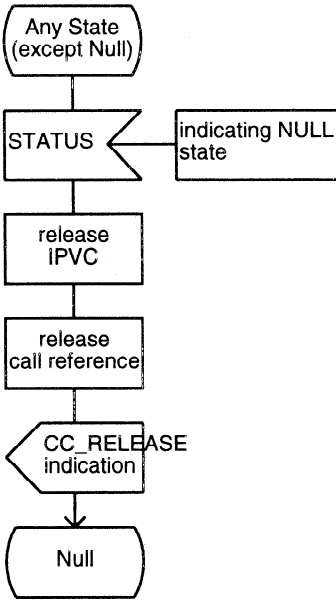 Any State
(except Null)
STATUS
indicating NULL
state
release
IPVC
release
call reference
CC_RELEASE
indication
Null